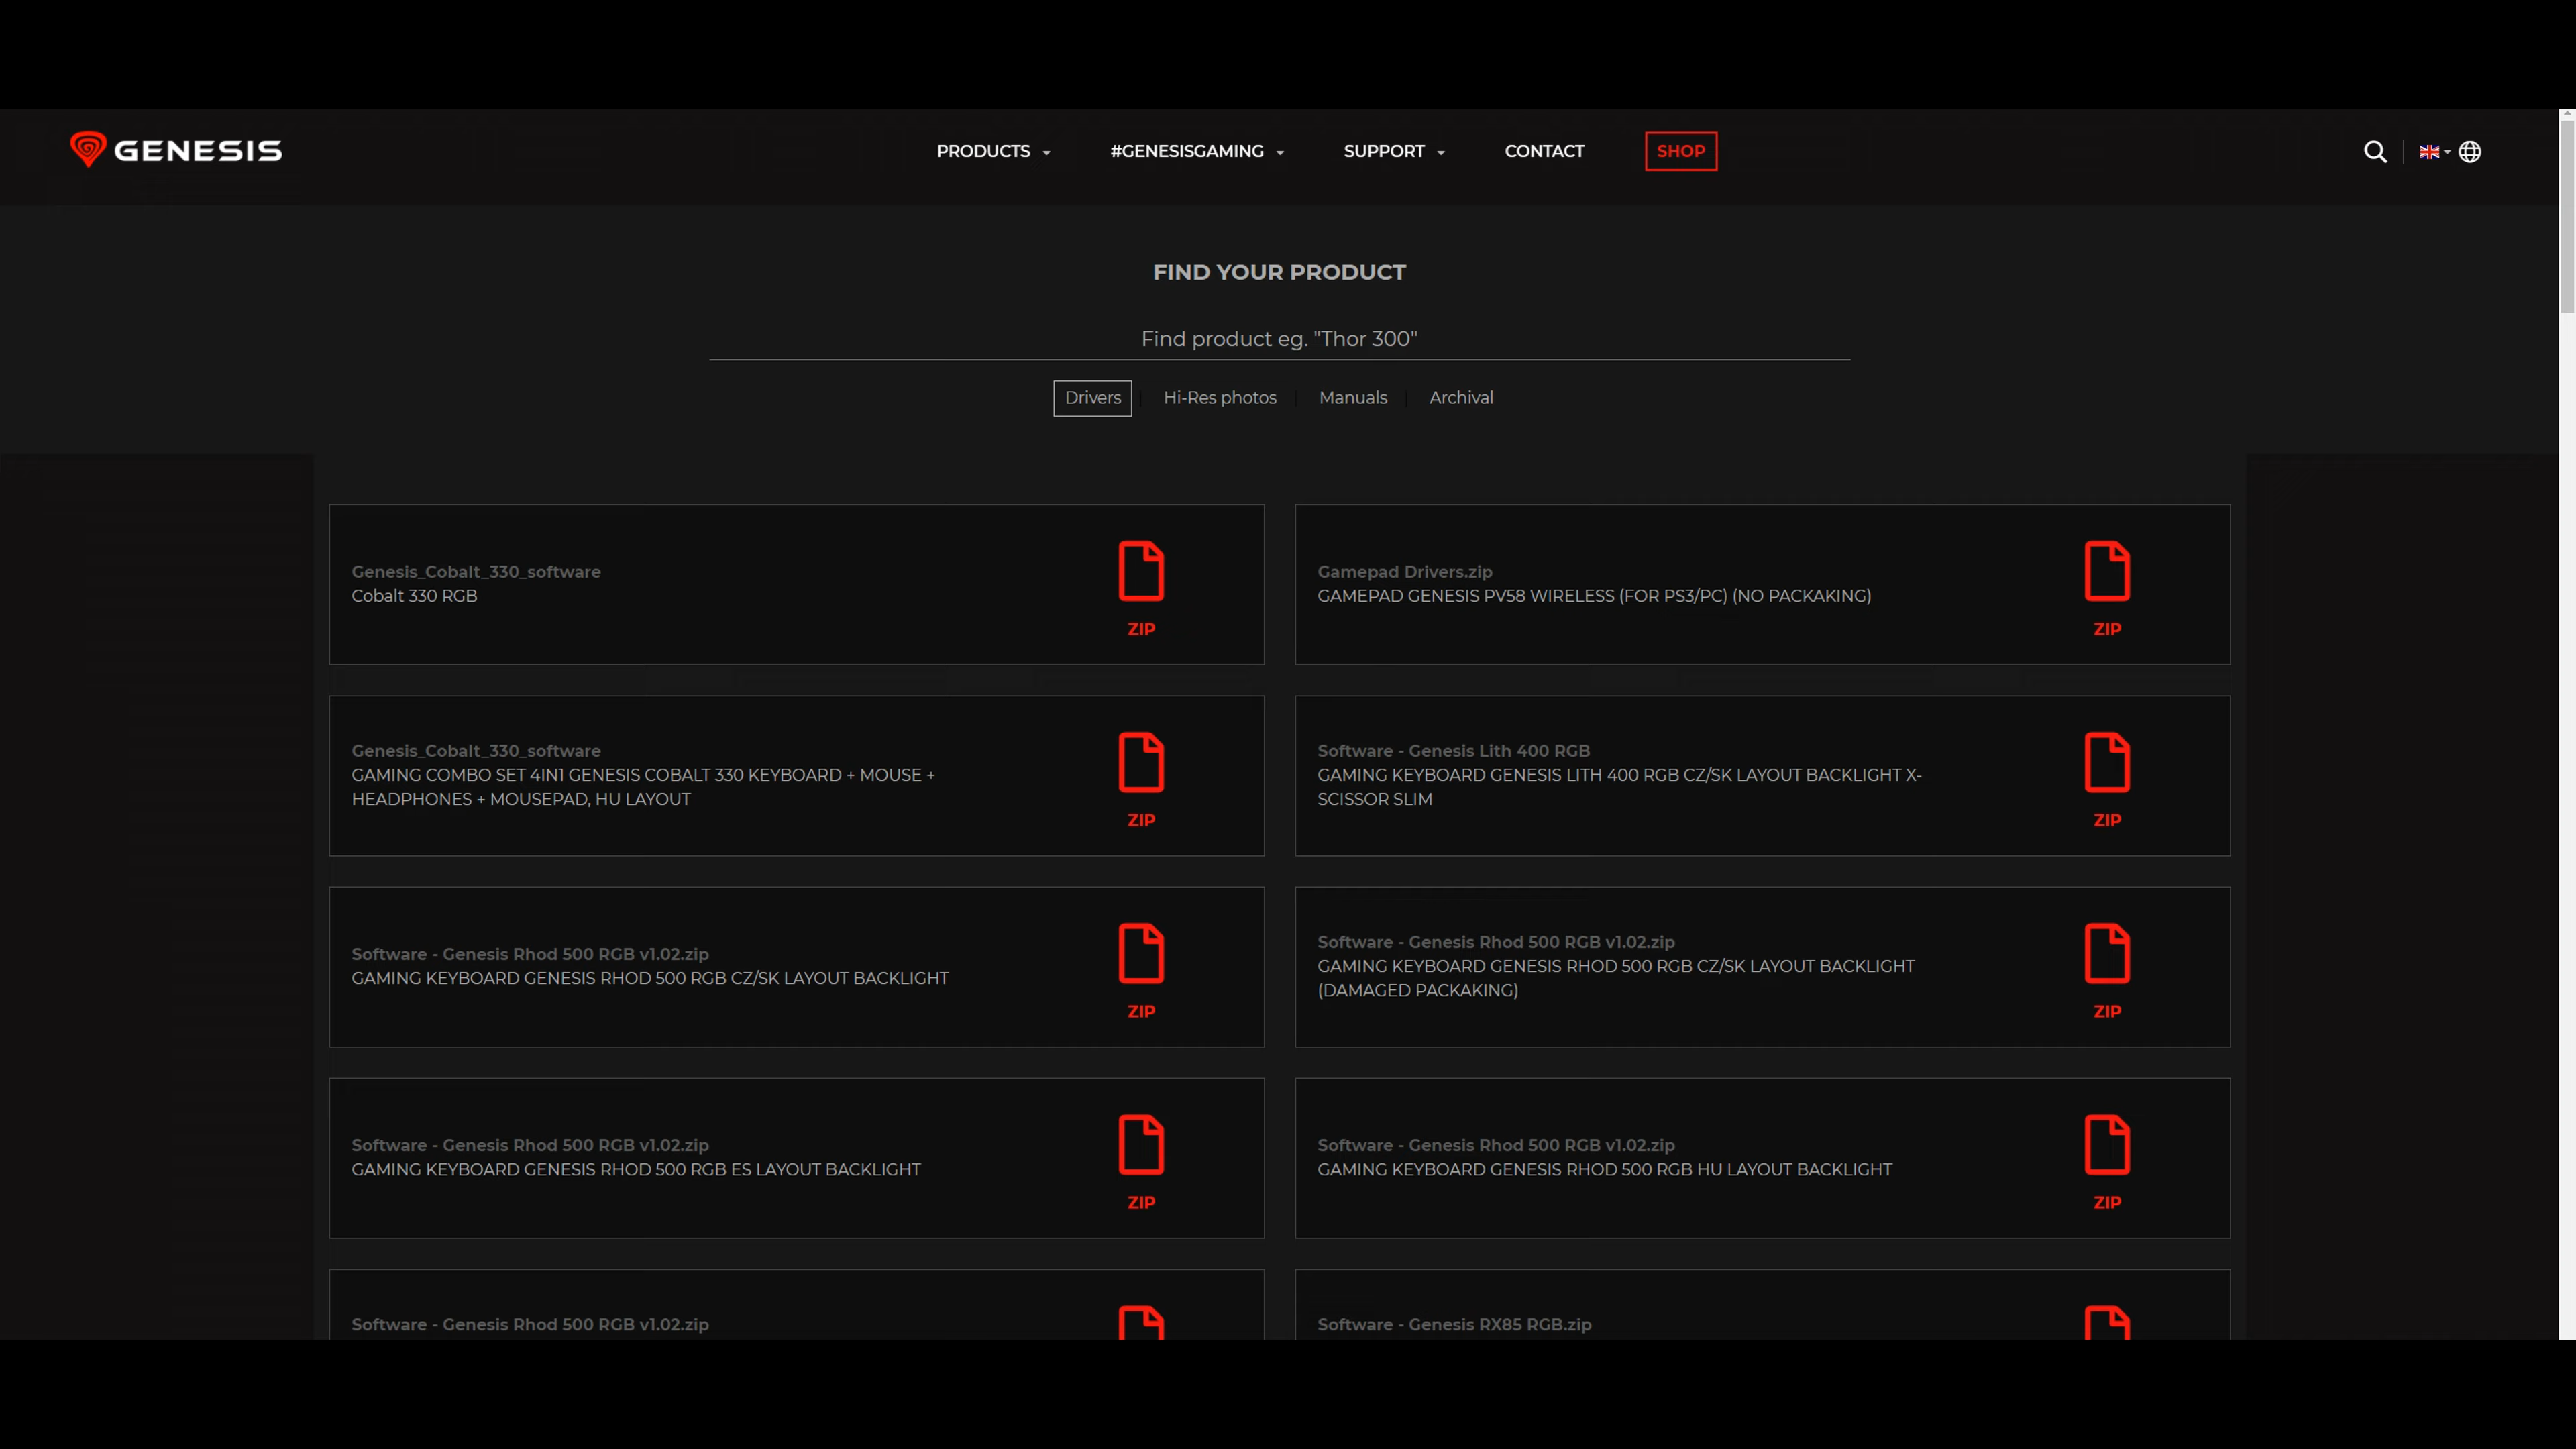 GENESIS
PRODUCTS
#GENESISGAMING
SUPPORT
CONTACT
SHOP
FIND YOUR PRODUCT
Find product eg. "Thor 300"
Drivers
Hi-Res photos
Manuals
Archival
Genesis_Cobalt_330_software
Cobalt 330 RGB
ZIP
Gamepad Drivers.zip
GAMEPAD GENESIS PV58 WIRELESS (FOR PS3/PC) (NO PACKAKING)
ZIP
Genesis_Cobalt_330_software
GAMING COMBO SET 4IN1 GENESIS COBALT 330 KEYBOARD + MOUSE +
HEADPHONES + MOUSEPAD, HU LAYOUT
ZIP
Software - Genesis Lith 400 RGB
GAMING KEYBOARD GENESIS LITH 400 RGB CZ/SK LAYOUT BACKLIGHT X-
SCISSOR SLIM
ZIP
Software - Genesis Rhod 500 RGB v1.02.zip
GAMING KEYBOARD GENESIS RHOD 500 RGB CZ/SK LAYOUT BACKLIGHT
ZIP
Software - Genesis Rhod 500 RGB v1.02.zip
GAMING KEYBOARD GENESIS RHOD 500 RGB CZ/SK LAYOUT BACKLIGHT
(DAMAGED PACKAKING)
ZIP
Software - Genesis Rhod 500 RGB v1.02.zip
GAMING KEYBOARD GENESIS RHOD 500 RGB ES LAYOUT BACKLIGHT
ZIP
Software - Genesis Rhod 500 RGB v1.02.zip
GAMING KEYBOARD GENESIS RHOD 500 RGB HU LAYOUT BACKLIGHT
ZIP
Software - Genesis Rhod 500 RGB v1.02.zip
Software - Genesis RX85 RGB.zip